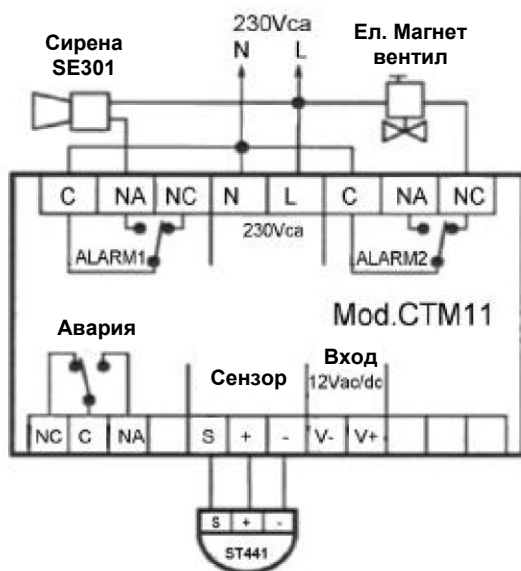 230Vca
Сирена
SE301
N L
Ел. Магнет
вентил
C NA NC N L C NA NC
230Vca
ALARM1
ALARM2
Mod.CTM11
Авария
Сензор
Вход
12Vac/dc
NC C NA S + - V- V+
S + -
ST441